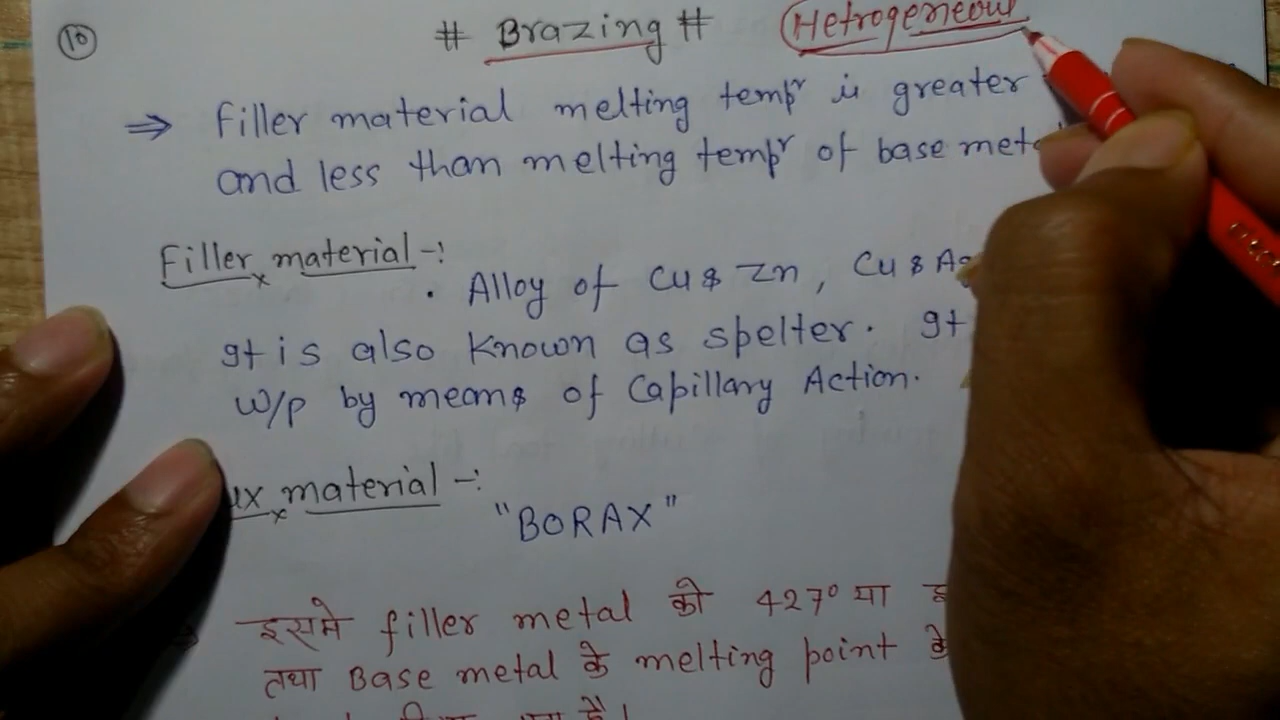 10
# Brazing # Hetrogeneous
⇒ filler material melting tempr is greater
and less than melting tempr of base
Filler material -:
. Alloy of Cu & Zn, Cu &
It is also known as spelter. It
w/p by means of Capillary Action.
material -:
"BORAX"
इसमे filler metal को 427° या
तथा Base metal के melting point के
है।